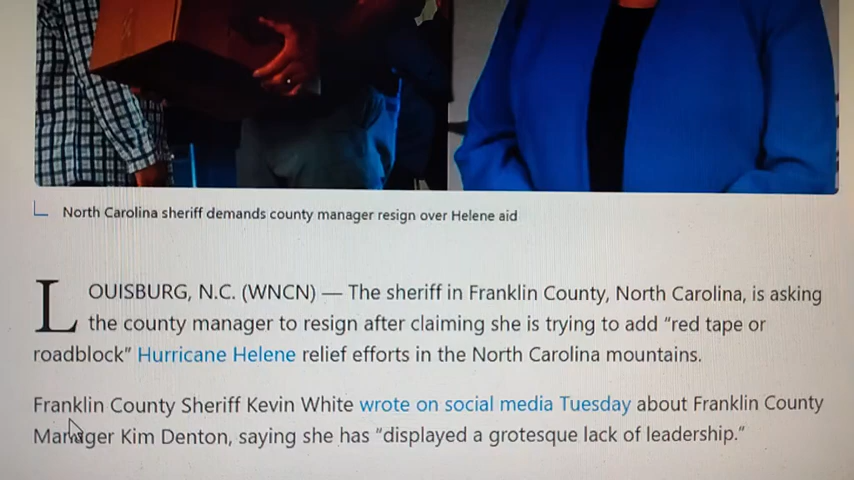 North Carolina sheriff demands county manager resign over Helene aid
LOUISBURG, N.C. (WNCN) — The sheriff in Franklin County, North Carolina, is asking
the county manager to resign after claiming she is trying to add “red tape or
roadblock” Hurricane Helene relief efforts in the North Carolina mountains.
Franklin County Sheriff Kevin White wrote on social media Tuesday about Franklin County
Manager Kim Denton, saying she has “displayed a grotesque lack of leadership.”